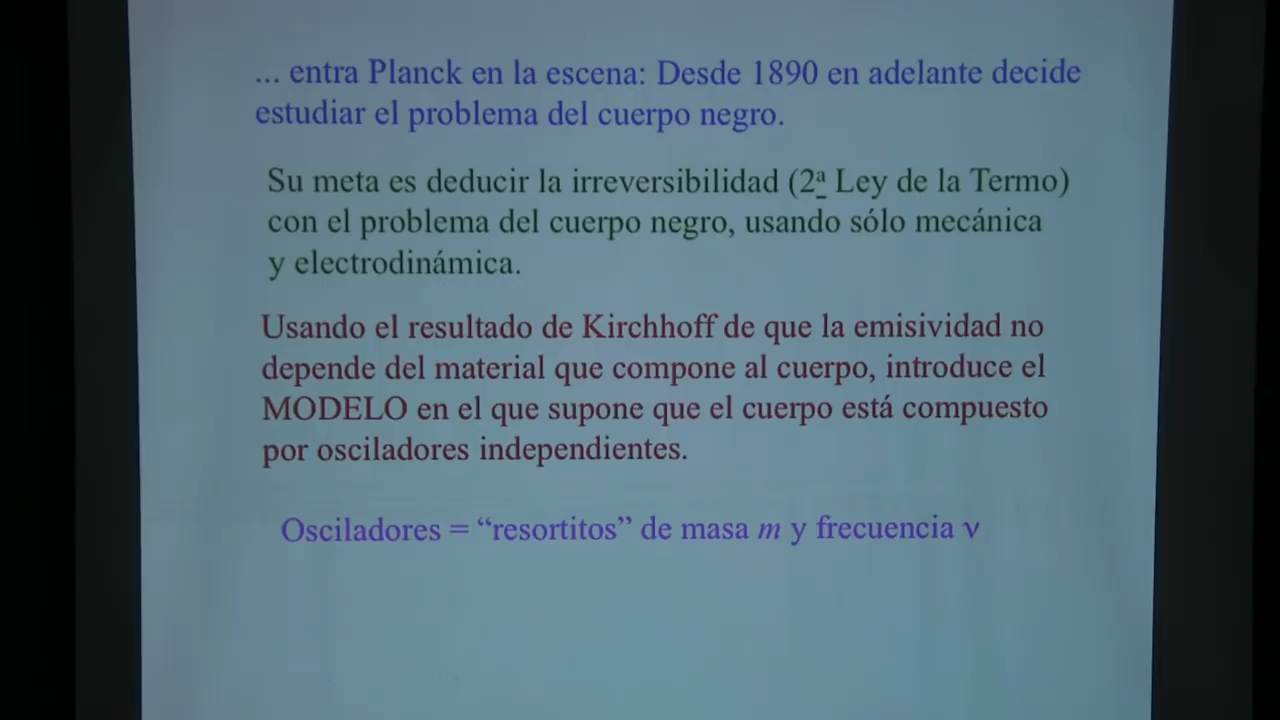 ... entra Planck en la escena: Desde 1890 en adelante decide
estudiar el problema del cuerpo negro.
Su meta es deducir la irreversibilidad (2ª Ley de la Termo)
con el problema del cuerpo negro, usando sólo mecánica
y electrodinámica.
Usando el resultado de Kirchhoff de que la emisividad no
depende del material que compone al cuerpo, introduce el
MODELO en el que supone que el cuerpo está compuesto
por osciladores independientes.
Osciladores = “resortitos” de masa m y frecuencia ν